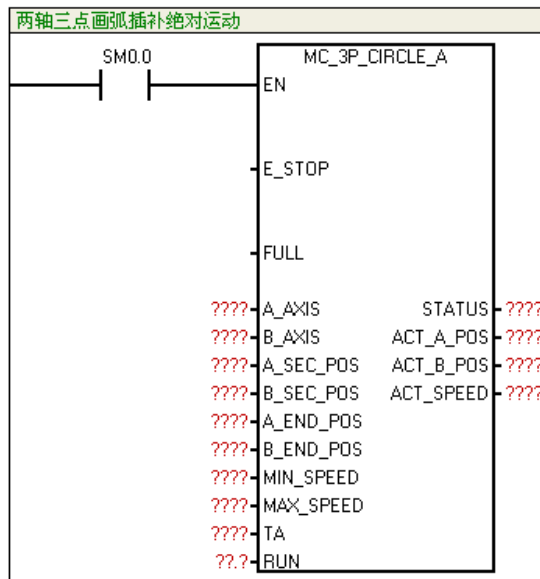 两轴三点画弧插补绝对运动
SM0.0 MC_3P_CIRCLE_A
EN
E_STOP
FULL
????-A_AXIS STATUS-????
????-B_AXIS ACT_A_POS-????
????-A_SEC_POS ACT_B_POS-????
????-B_SEC_POS ACT_SPEED-????
????-A_END_POS
????-B_END_POS
????-MIN_SPEED
????-MAX_SPEED
????-TA
??.?-RUN